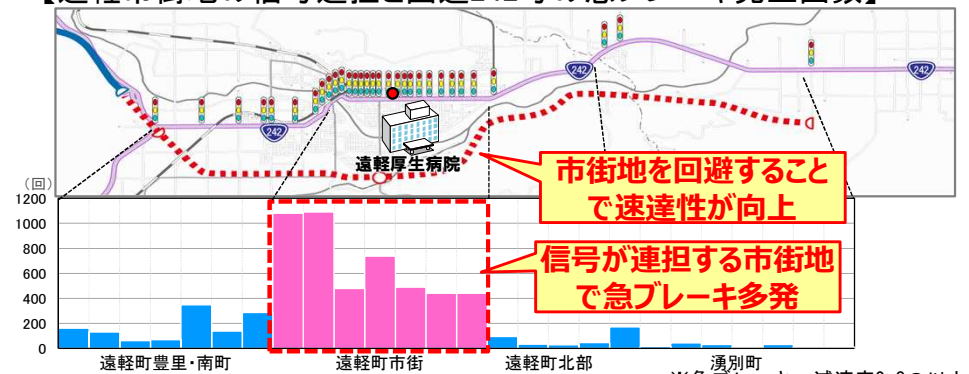 242
242
242
遠軽厚生病院
市街地を回避すること
で速達性が向上
(回)
1200
1000
800
600
400
200
0
信号が連担する市街地
で急ブレーキ多発
遠軽町豊里・南町
遠軽町市街
遠軽町北部
湧別町